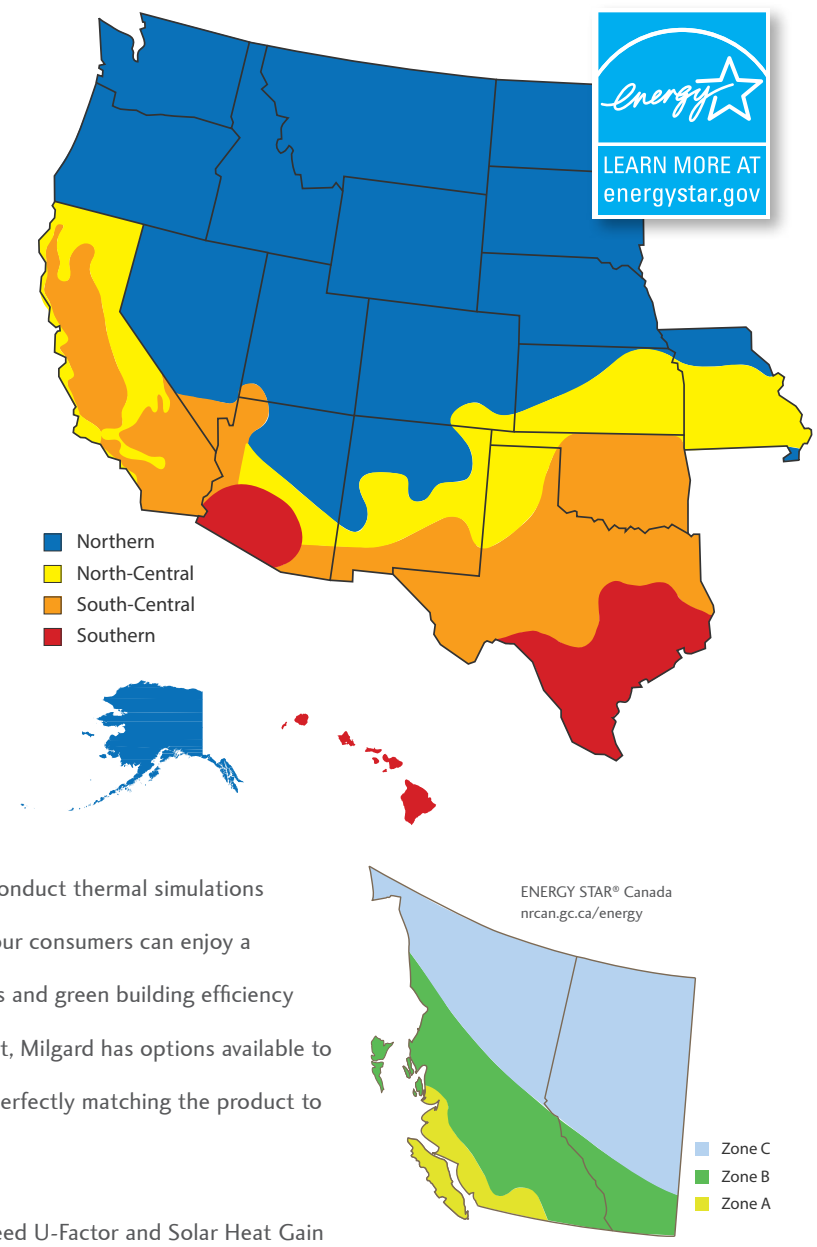 energy
LEARN MORE AT
energystar.gov
Northern
North-Central
South-Central
Southern
onduct thermal simulations
ur consumers can enjoy a
s and green building efficiency
t, Milgard has options available to
erfectly matching the product to
eed U-Factor and Solar Heat Gain
ENERGY STAR® Canada
nrcan.gc.ca/energy
Zone C
Zone B
Zone A